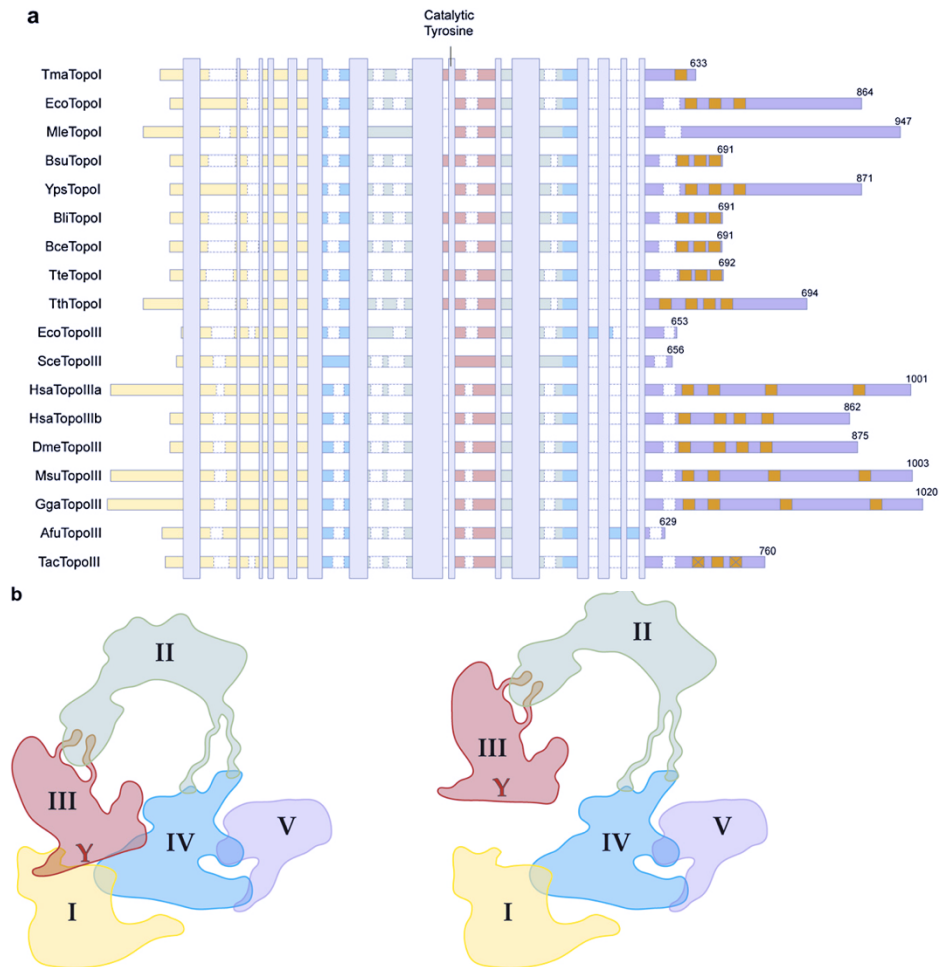 a
Catalytic
Tyrosine
TmaTopoI 633
EcoTopoI 864
MleTopoI 947
BsuTopoI 691
YpsTopoI 871
BliTopoI 691
BceTopoI 691
TteTopoI 692
TthTopoI 694
EcoTopoIII 653
SceTopoIII 656
HsaTopoIIIa 1001
HsaTopoIIIb 862
DmeTopoIII 875
MsuTopoIII 1003
GgaTopoIII 1020
AfuTopoIII 629
TacTopoIII 760
b
II II
III III
Y Y
IV V IV V
I I